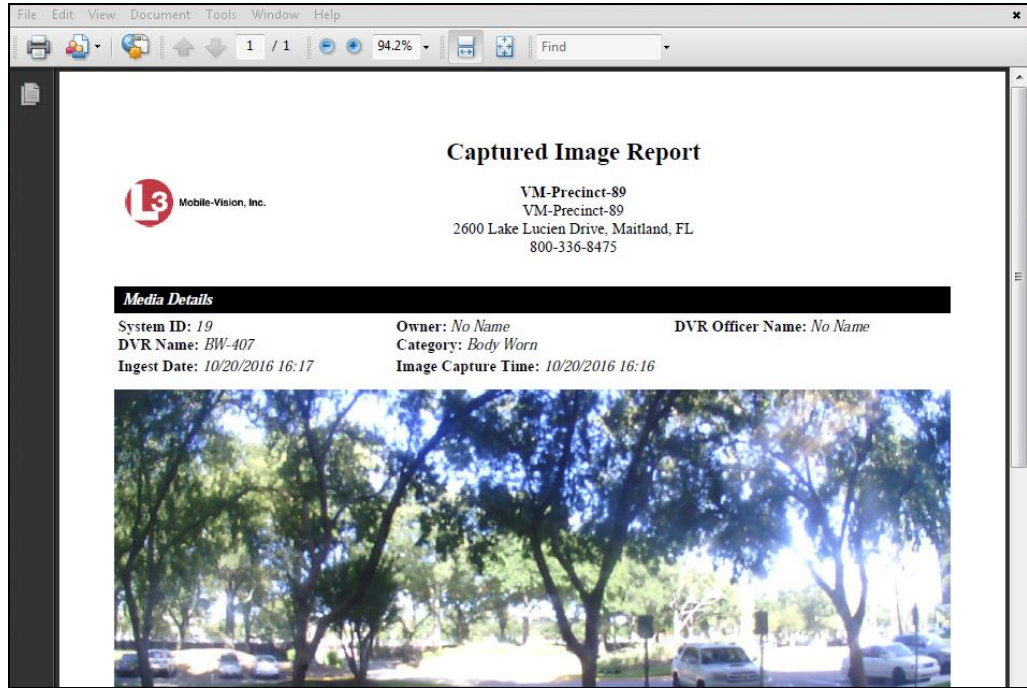 File Edit View Document Tools Window Help
1 / 1 94.2% Find
Captured Image Report
L3 Mobile-Vision, Inc.
VM-Precinct-89
VM-Precinct-89
2600 Lake Lucien Drive, Maitland, FL
800-336-8475
Media Details
System ID: 19 Owner: No Name DVR Officer Name: No Name
DVR Name: BW-407 Category: Body Worn
Ingest Date: 10/20/2016 16:17 Image Capture Time: 10/20/2016 16:16